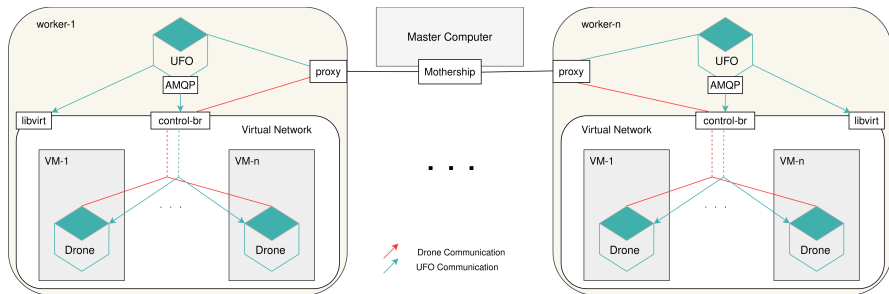 worker-1
UFO
AMQP
proxy
libvirt
control-br
Virtual Network
VM-1
Drone
. . .
VM-n
Drone
Master Computer
Mothership
. . .
Drone Communication
UFO Communication
worker-n
UFO
AMQP
proxy
control-br
libvirt
Virtual Network
VM-1
Drone
. . .
VM-n
Drone